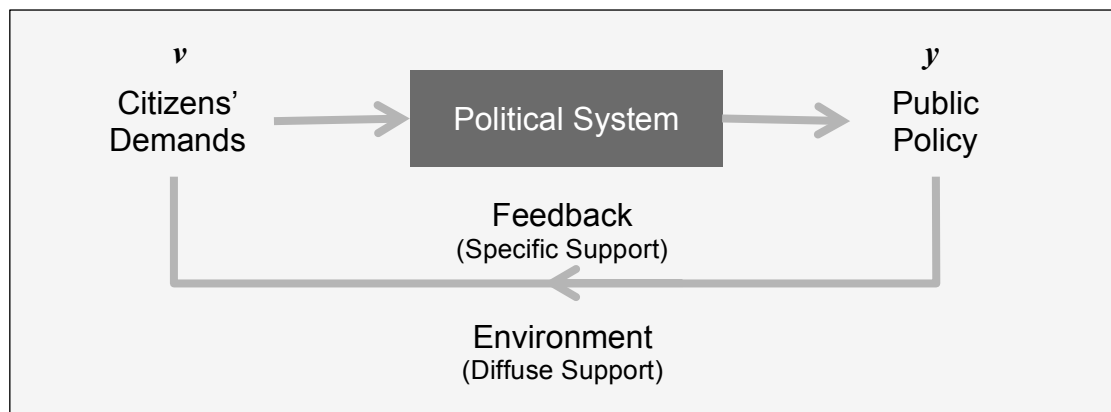 v
Citizens’
Demands
Political System
y
Public
Policy
Feedback
(Specific Support)
Environment
(Diffuse Support)